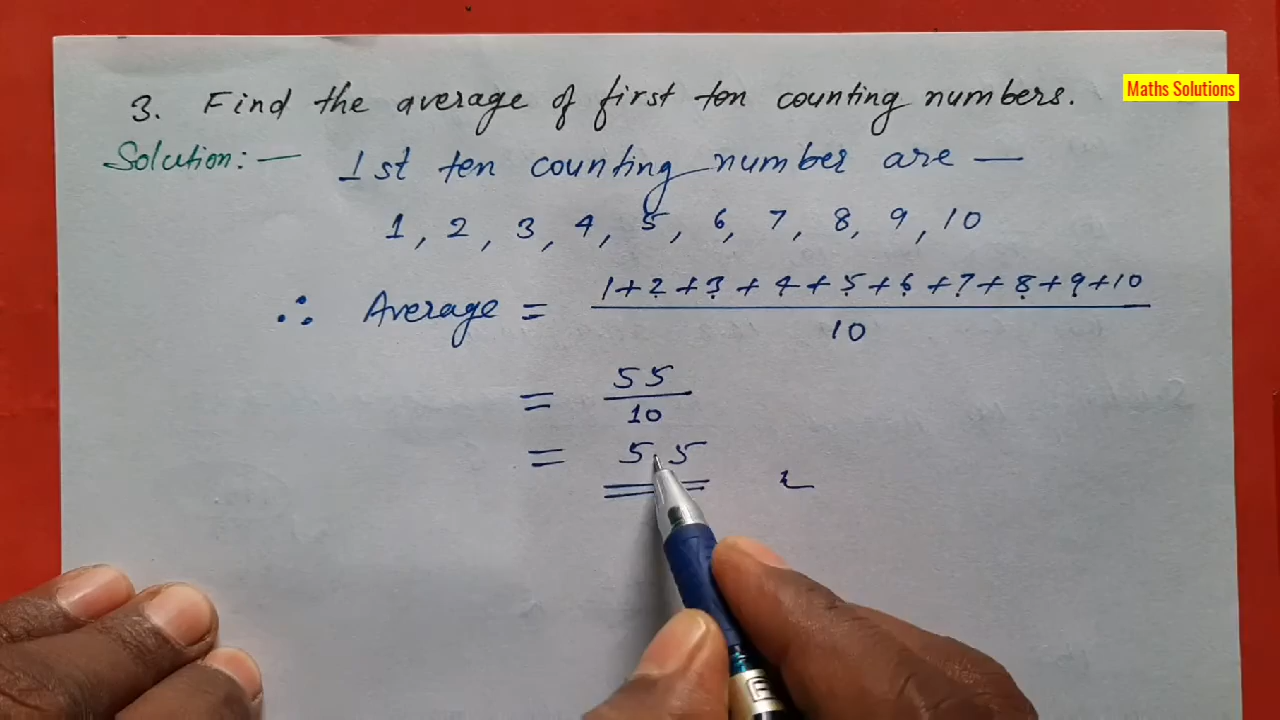 Maths Solutions
3. Find the average of first ten counting numbers.
Solution:— 1st ten counting number are —
1, 2, 3, 4, 5, 6, 7, 8, 9, 10
∴ Average = 1+2+3+4+5+6+7+8+9+10
10
= 55
10
= 5.5